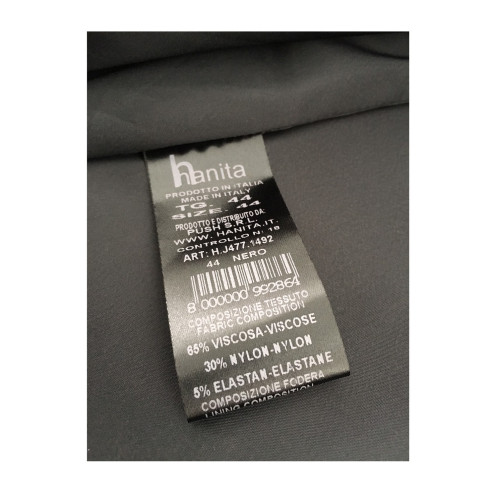 hanita
PRODOTTO IN ITALIA
MADE IN ITALY
TG. 44
SIZE. 44
PRODOTTO E DISTRIBUITO DA:
PUSH S.R.L.
WWW. HANITA.IT.
CONTROLLO N: 16
ART: H.J477.1492
44 NERO
8 000000 992864
COMPOSIZIONE TESSUTO
FABRIC COMPOSITION
65% VISCOSA-VISCOSE
30% NYLON-NYLON
5% ELASTAN-ELASTANE
COMPOSIZIONE FODERA
LINING COMPOSITION